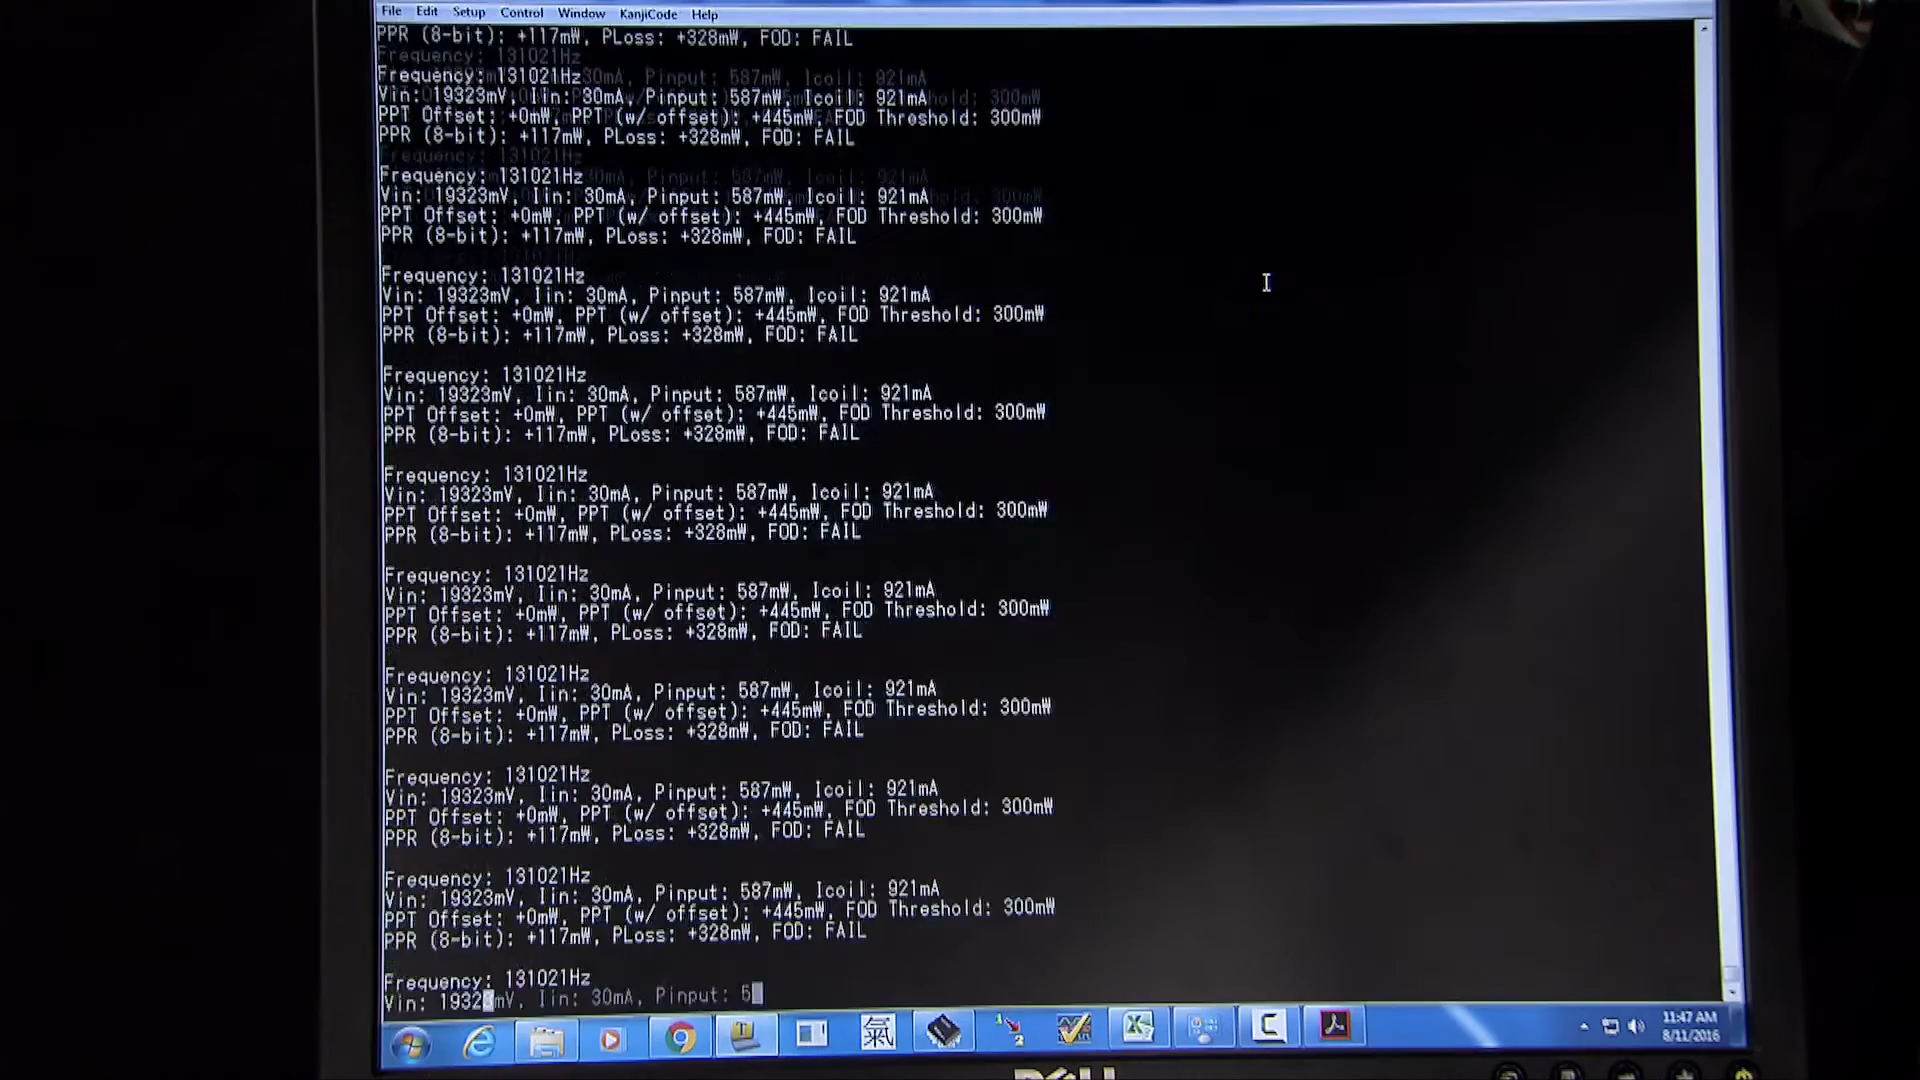 File Edit Setup Control Window KanjiCode Help
PPR (8-bit): +117mW, PLoss: +328mW, FOD: FAIL
Frequency: 131021Hz
Vin: 19323mV, Iin: 30mA, Pinput: 587mW, Icoil: 921mA
PPT Offset: +0mW, PPT (w/ offset): +445mW, FOD Threshold: 300mW
PPR (8-bit): +117mW, PLoss: +328mW, FOD: FAIL
Frequency: 131021Hz
Vin: 19323mV, Iin: 30mA, Pinput: 587mW, Icoil: 921mA
PPT Offset: +0mW, PPT (w/ offset): +445mW, FOD Threshold: 300mW
PPR (8-bit): +117mW, PLoss: +328mW, FOD: FAIL
Frequency: 131021Hz
Vin: 19323mV, Iin: 30mA, Pinput: 587mW, Icoil: 921mA
PPT Offset: +0mW, PPT (w/ offset): +445mW, FOD Threshold: 300mW
PPR (8-bit): +117mW, PLoss: +328mW, FOD: FAIL
Frequency: 131021Hz
Vin: 19323mV, Iin: 30mA, Pinput: 587mW, Icoil: 921mA
PPT Offset: +0mW, PPT (w/ offset): +445mW, FOD Threshold: 300mW
PPR (8-bit): +117mW, PLoss: +328mW, FOD: FAIL
Frequency: 131021Hz
Vin: 19323mV, Iin: 30mA, Pinput: 587mW, Icoil: 921mA
PPT Offset: +0mW, PPT (w/ offset): +445mW, FOD Threshold: 300mW
PPR (8-bit): +117mW, PLoss: +328mW, FOD: FAIL
Frequency: 131021Hz
Vin: 19323mV, Iin: 30mA, Pinput: 587mW, Icoil: 921mA
PPT Offset: +0mW, PPT (w/ offset): +445mW, FOD Threshold: 300mW
PPR (8-bit): +117mW, PLoss: +328mW, FOD: FAIL
Frequency: 131021Hz
Vin: 19323mV, Iin: 30mA, Pinput: 587mW, Icoil: 921mA
PPT Offset: +0mW, PPT (w/ offset): +445mW, FOD Threshold: 300mW
PPR (8-bit): +117mW, PLoss: +328mW, FOD: FAIL
Frequency: 131021Hz
Vin: 19323mV, Iin: 30mA, Pinput: 587mW, Icoil: 921mA
PPT Offset: +0mW, PPT (w/ offset): +445mW, FOD Threshold: 300mW
PPR (8-bit): +117mW, PLoss: +328mW, FOD: FAIL
Frequency: 131021Hz
Vin: 19323mV, Iin: 30mA, Pinput: 587mW, Icoil: 921mA
PPT Offset: +0mW, PPT (w/ offset): +445mW, FOD Threshold: 300mW
PPR (8-bit): +117mW, PLoss: +328mW, FOD: FAIL
Frequency: 131021Hz
Vin: 19323mV, Iin: 30mA, Pinput: 5
氣
11:47 AM
8/11/2016
DELL